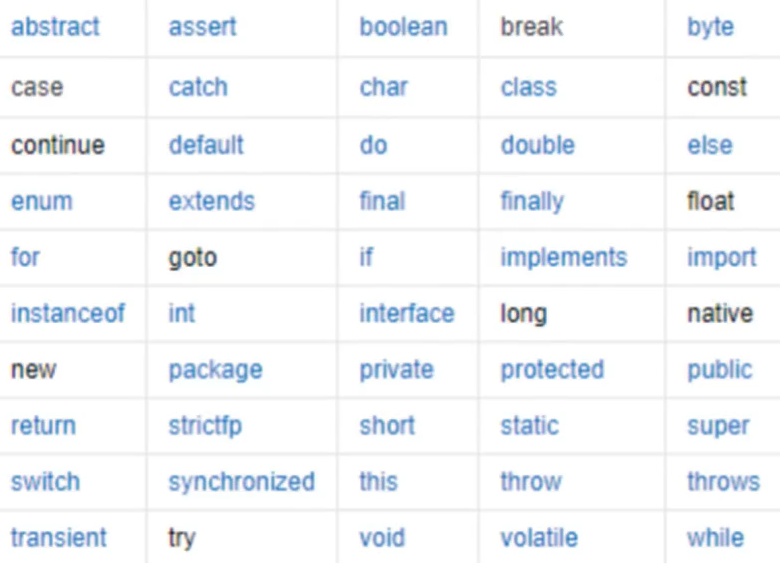 abstract assert boolean break byte
case catch char class const
continue default do double else
enum extends final finally float
for goto if implements import
instanceof int interface long native
new package private protected public
return strictfp short static super
switch synchronized this throw throws
transient try void volatile while